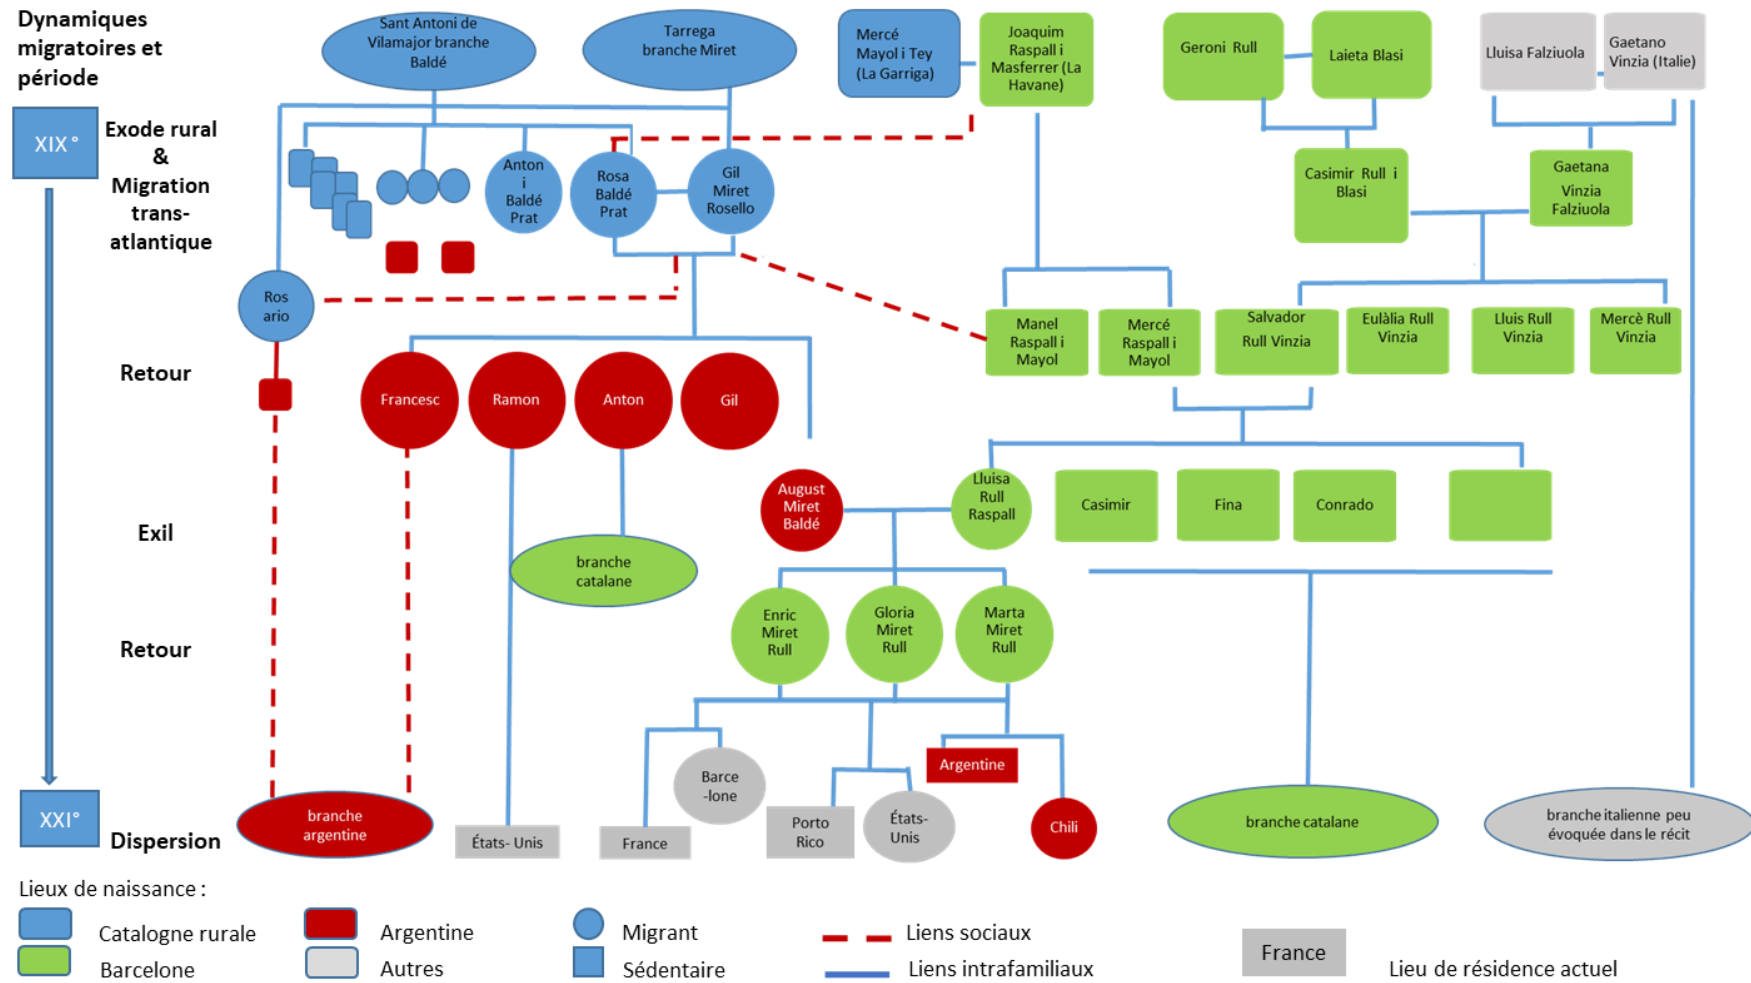 Dynamiques
migratoires et
période
Sant Antoni de
Vilamajor branche
Baldé
Tarrega
branche Miret
Mercé
Mayol i Tey
(La Garriga)
Joaquim
Raspall i
Masferrer (La
Havane)
Geroni Rull
Laieta Blasi
Lluisa Falziuola
Gaetano
Vinzia (Italie)
XIX°
Exode rural
&
Migration
trans-
atlantique
Anton
i
Baldé
Prat
Rosa
Baldé
Prat
Gil
Miret
Rosello
Casimir Rull i
Blasi
Gaetana
Vinzia
Falziuola
Ros
ario
Manel
Raspall i
Mayol
Mercé
Raspall i
Mayol
Salvador
Rull Vinzia
Eulàlia Rull
Vinzia
Lluis Rull
Vinzia
Mercè Rull
Vinzia
Retour
Francesc
Ramon
Anton
Gil
August
Miret
Baldé
Lluisa
Rull
Raspall
Casimir
Fina
Conrado
Exil
branche
catalane
Enric
Miret
Rull
Gloria
Miret
Rull
Marta
Miret
Rull
Retour
Barce
-lone
Argentine
XXI°
Dispersion
branche
argentine
États- Unis
France
Porto
Rico
États-
Unis
Chili
branche catalane
branche italienne peu
évoquée dans le récit
Lieux de naissance :
Catalogne rurale
Argentine
Migrant
Liens sociaux
France
Lieu de résidence actuel
Barcelone
Autres
Sédentaire
Liens intrafamiliaux